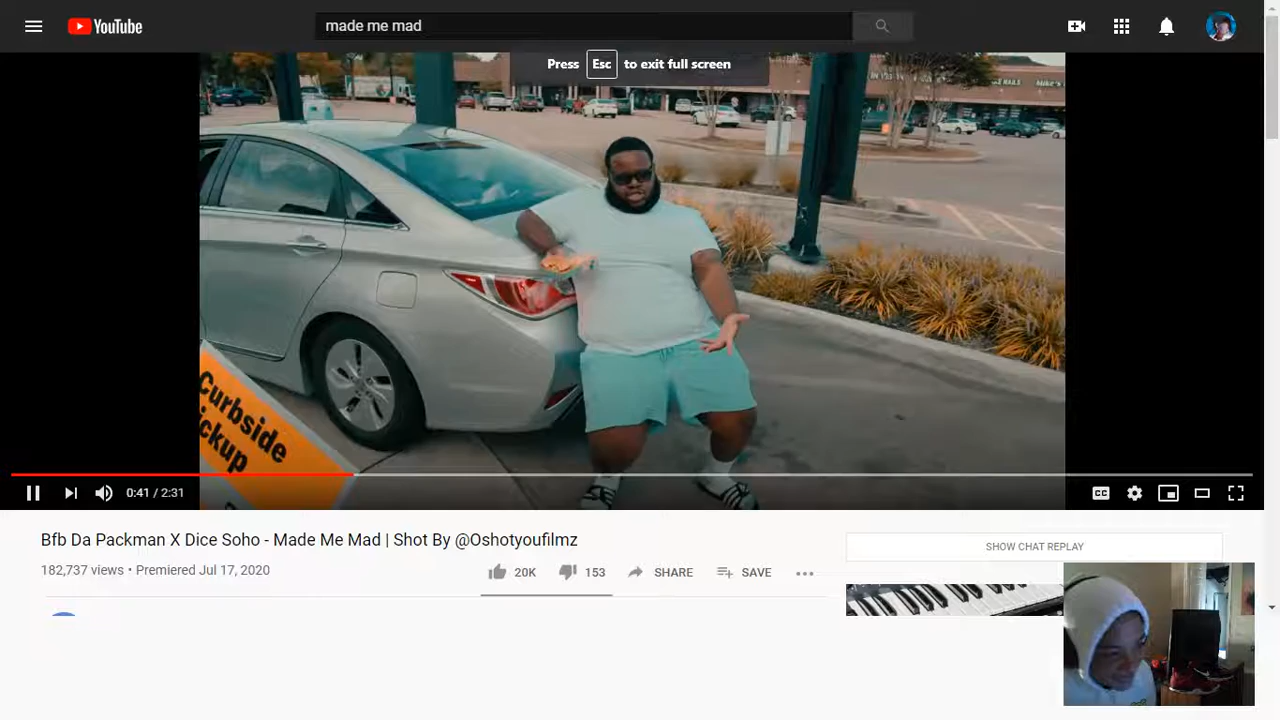 YouTube
made me mad
Press Esc to exit full screen
Curbside
ickup
0:41 / 2:31
CC
Bfb Da Packman X Dice Soho - Made Me Mad | Shot By @Oshotyoufilmz
182,737 views • Premiered Jul 17, 2020
20K
153
SHARE
SAVE
SHOW CHAT REPLAY